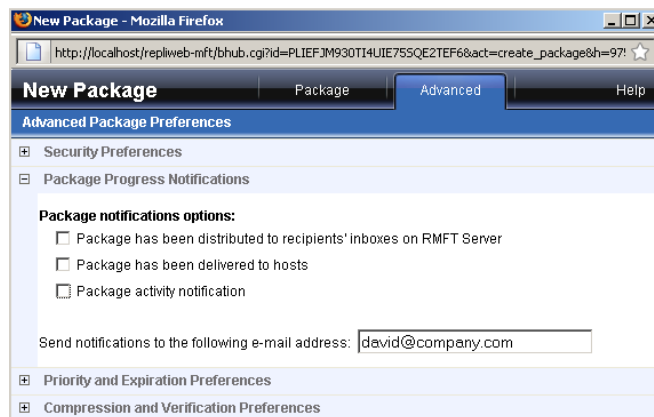 New Package - Mozilla Firefox
http://localhost/repliweb-mft/bhub.cgi?id=PLIEFJM930TI4UIE75SQE2TEF6&act=create_package&h=975
New Package Package Advanced Help
Advanced Package Preferences
Security Preferences
Package Progress Notifications
Package notifications options:
Package has been distributed to recipients' inboxes on RMFT Server
Package has been delivered to hosts
Package activity notification
Send notifications to the following e-mail address: david@company.com
Priority and Expiration Preferences
Compression and Verification Preferences